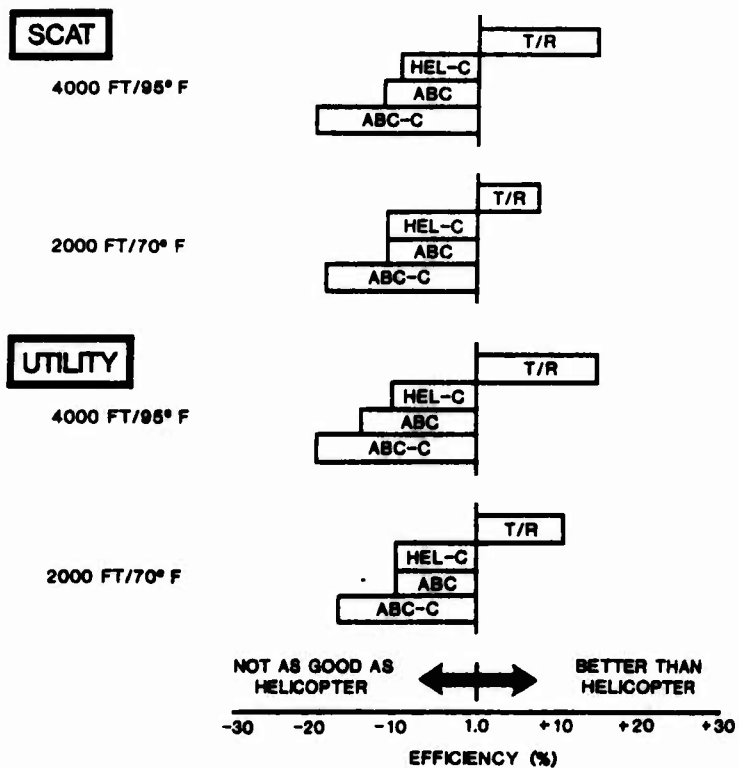 SCAT
4000 FT/95° F
T/R
HEL-C
ABC
ABC-C
2000 FT/70° F
T/R
HEL-C
ABC
ABC-C
UTILITY
4000 FT/95° F
T/R
HEL-C
ABC
ABC-C
2000 FT/70° F
T/R
HEL-C
ABC
ABC-C
NOT AS GOOD AS
HELICOPTER
BETTER THAN
HELICOPTER
-30 -20 -10 1.0 +10 +20 +30
EFFICIENCY (%)